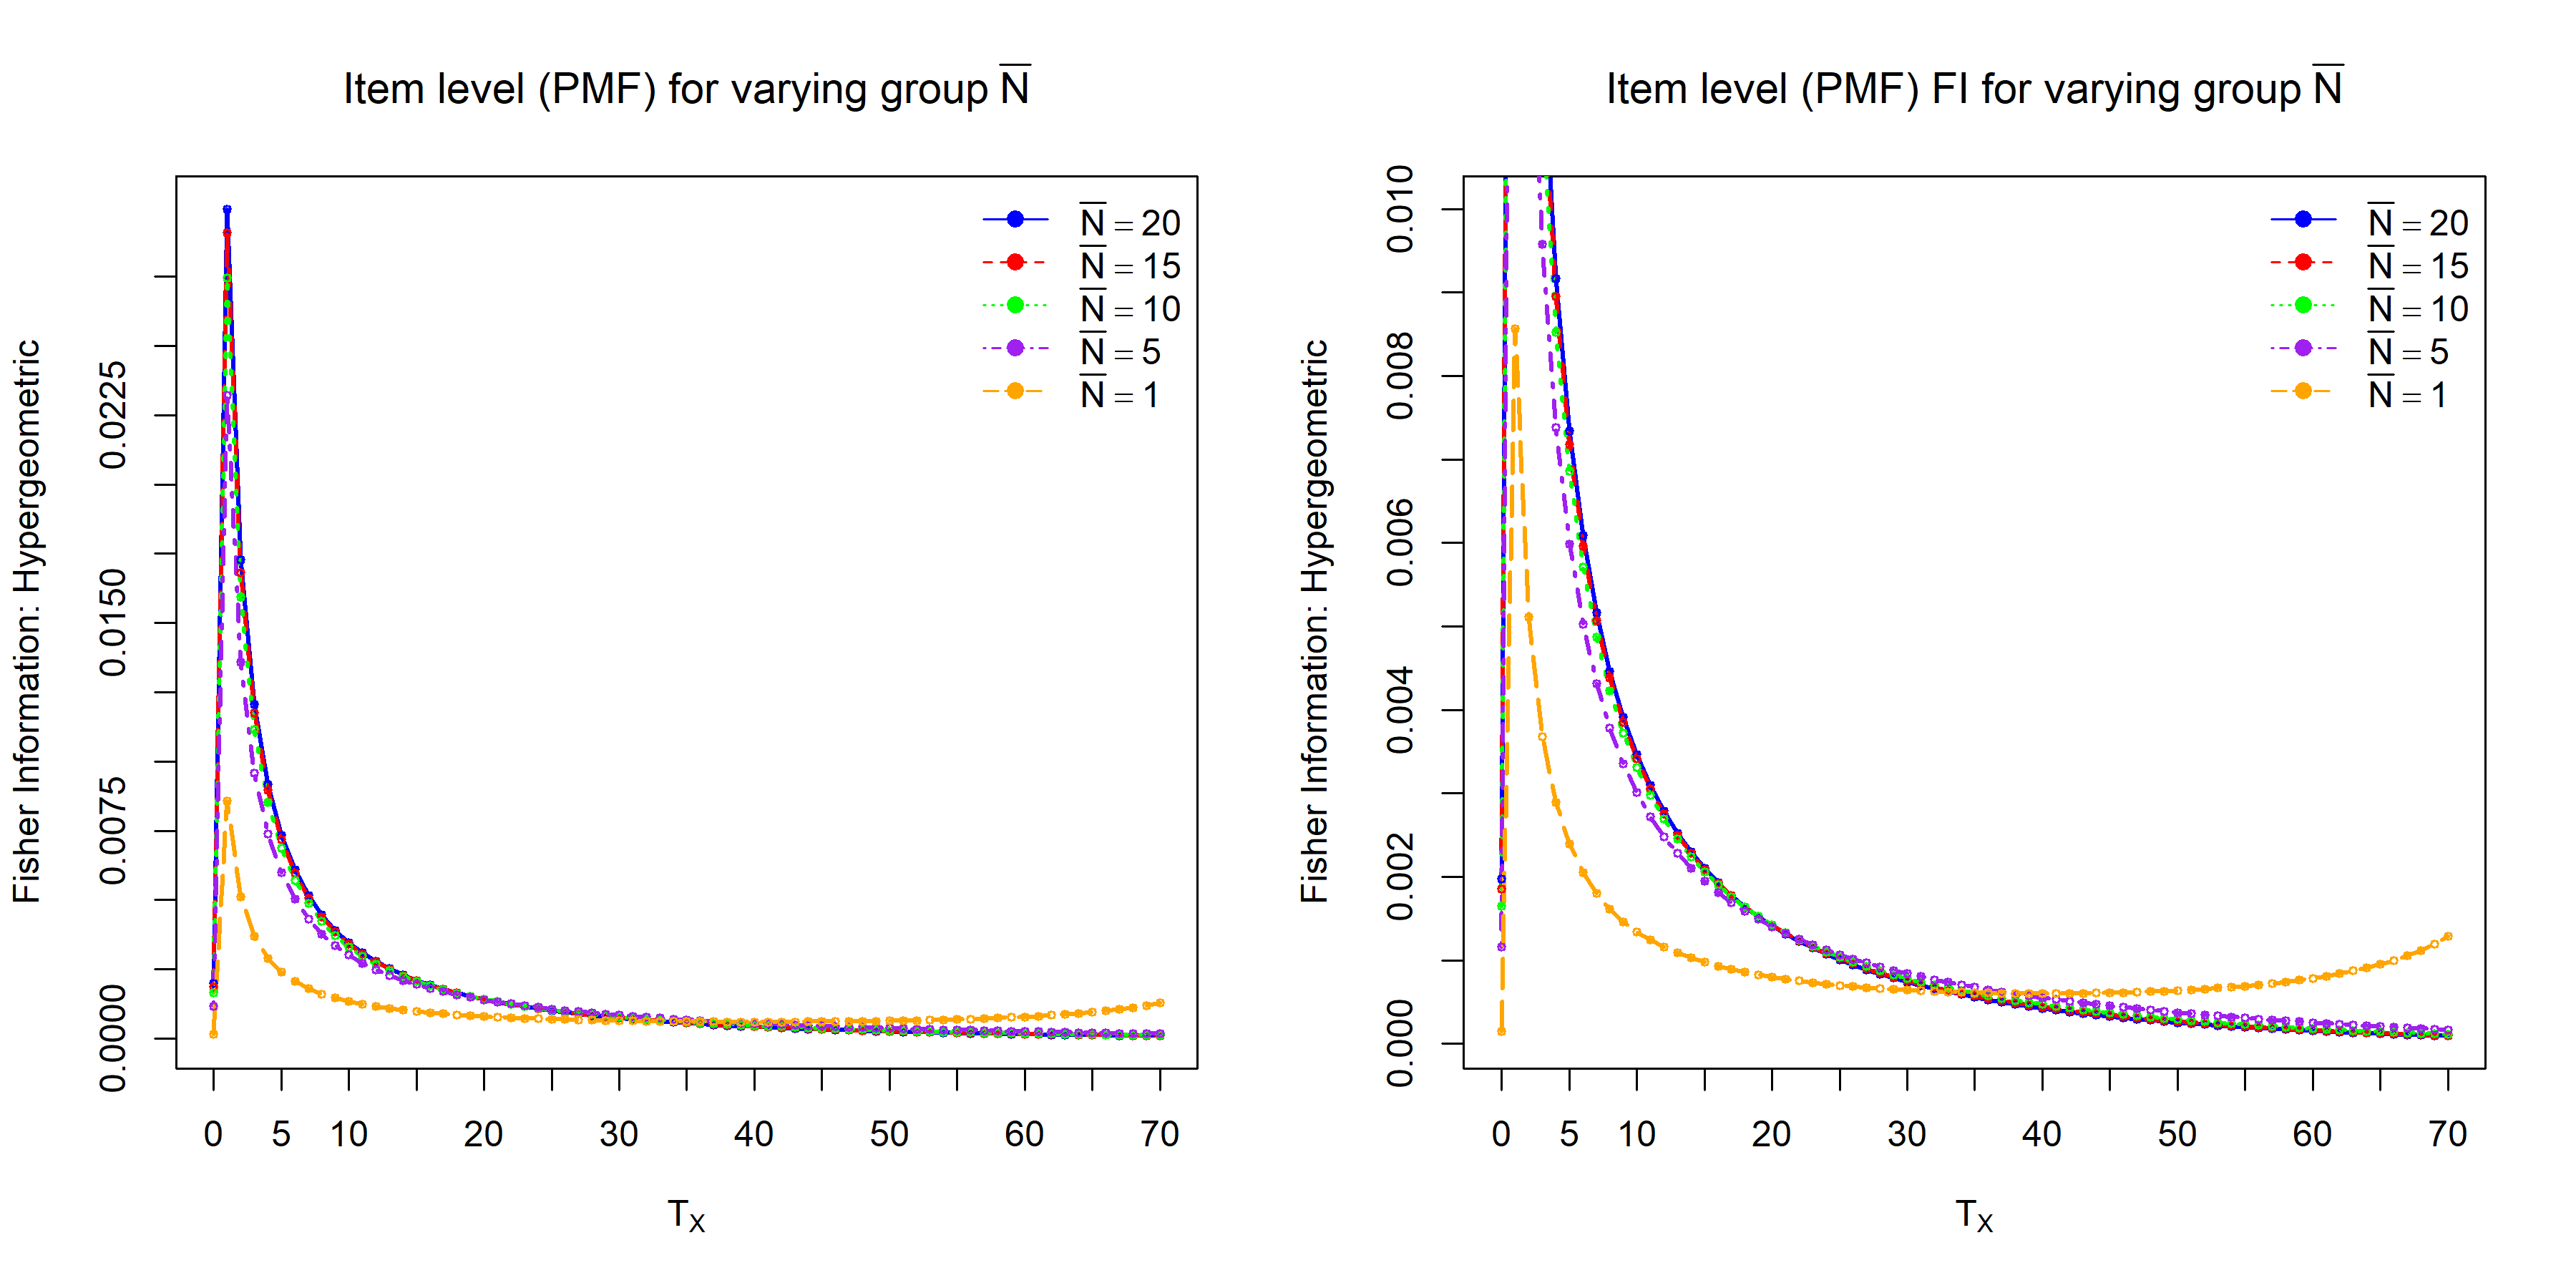 Item level (PMF) for varying group N̅
Fisher Information: Hypergeometric
0.0000
0.0075
0.0150
0.0225
N̅ = 20
N̅ = 15
N̅ = 10
N̅ = 5
N̅ = 1
0 5 10 20 30 40 50 60 70
T_X
Item level (PMF) FI for varying group N̅
Fisher Information: Hypergeometric
0.000
0.002
0.004
0.006
0.008
0.010
N̅ = 20
N̅ = 15
N̅ = 10
N̅ = 5
N̅ = 1
0 5 10 20 30 40 50 60 70
T_X